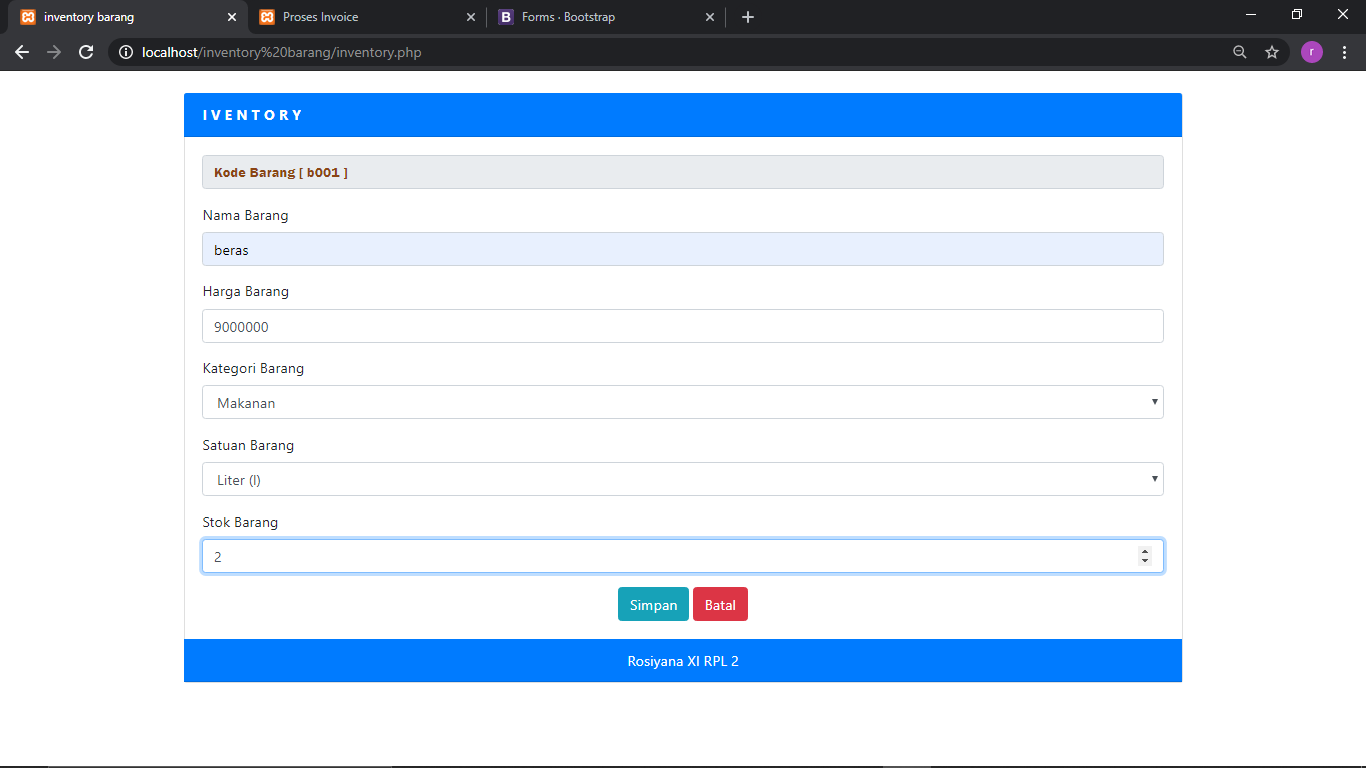 inventory barang
Proses Invoice
Forms · Bootstrap
localhost/inventory%20barang/inventory.php
r
IVENTORY
Kode Barang [ b001 ]
Nama Barang
beras
Harga Barang
9000000
Kategori Barang
Makanan
Satuan Barang
Liter (l)
Stok Barang
2
Simpan Batal
Rosiyana XI RPL 2